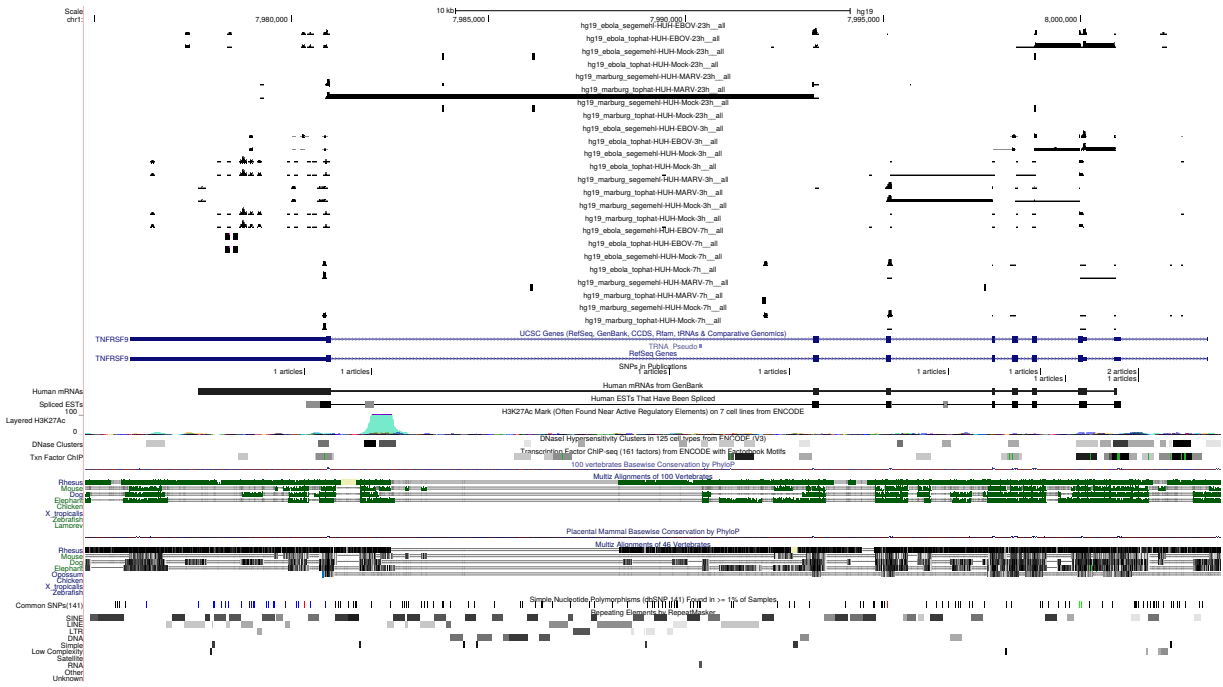 Scale 10 kb hg19
chr1: 7,980,000 7,985,000 7,990,000 7,995,000 8,000,000
hg19_ebola_segemehl-HUH-EBOV-23h__all
hg19_ebola_tophat-HUH-EBOV-23h__all
hg19_ebola_segemehl-HUH-Mock-23h__all
hg19_ebola_tophat-HUH-Mock-23h__all
hg19_marburg_segemehl-HUH-MARV-23h__all
hg19_marburg_tophat-HUH-MARV-23h__all
hg19_marburg_segemehl-HUH-Mock-23h__all
hg19_marburg_tophat-HUH-Mock-23h__all
hg19_ebola_segemehl-HUH-EBOV-3h__all
hg19_ebola_tophat-HUH-EBOV-3h__all
hg19_ebola_segemehl-HUH-Mock-3h__all
hg19_ebola_tophat-HUH-Mock-3h__all
hg19_marburg_segemehl-HUH-MARV-3h__all
hg19_marburg_tophat-HUH-MARV-3h__all
hg19_marburg_segemehl-HUH-Mock-3h__all
hg19_marburg_tophat-HUH-Mock-3h__all
hg19_ebola_segemehl-HUH-EBOV-7h__all
hg19_ebola_tophat-HUH-EBOV-7h__all
hg19_ebola_segemehl-HUH-Mock-7h__all
hg19_ebola_tophat-HUH-Mock-7h__all
hg19_marburg_tophat-HUH-MARV-7h__all
hg19_marburg_segemehl-HUH-Mock-7h__all
hg19_marburg_tophat-HUH-Mock-7h__all
UCSC Genes (RefSeq, GenBank, CCDS, Rfam, tRNAs & Comparative Genomics)
TNFRSF9
TRNA_Pseudo
RefSeq Genes
TNFRSF9
SNPs in Publications
1 articles 1 articles 1 articles 1 articles 1 articles 1 articles 2 articles
1 articles 1 articles
Human mRNAs from GenBank
Human mRNAs
Human ESTs That Have Been Spliced
Spliced ESTs
H3K27Ac Mark (Often Found Near Active Regulatory Elements) on 7 cell lines from ENCODE
100
Layered H3K27Ac
0
DNaseI Hypersensitivity Clusters in 125 cell types from ENCODE (V3)
DNase Clusters
Transcription Factor ChIP-seq (161 factors) from ENCODE with Factorbook Motifs
Txn Factor ChIP
100 vertebrates Basewise Conservation by PhyloP
Multiz Alignments of 100 Vertebrates
Rhesus
Mouse
Dog
Elephant
Chicken
X_tropicalis
Zebrafish
Lamprey
Placental Mammal Basewise Conservation by PhyloP
Multiz Alignments of 46 Vertebrates
Rhesus
Mouse
Dog
Elephant
Opossum
Chicken
X_tropicalis
Zebrafish
Simple Nucleotide Polymorphisms (dbSNP 141) Found in >= 1% of Samples
Common SNPs(141)
Repeating Elements by RepeatMasker
SINE
LINE
LTR
DNA
Simple
Low Complexity
Satellite
RNA
Other
Unknown